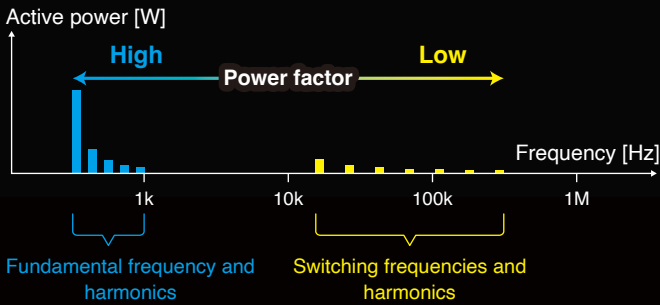 Active power [W]
High
Low
Power factor
Frequency [Hz]
1k
10k
100k
1M
Fundamental frequency and
harmonics
Switching frequencies and
harmonics